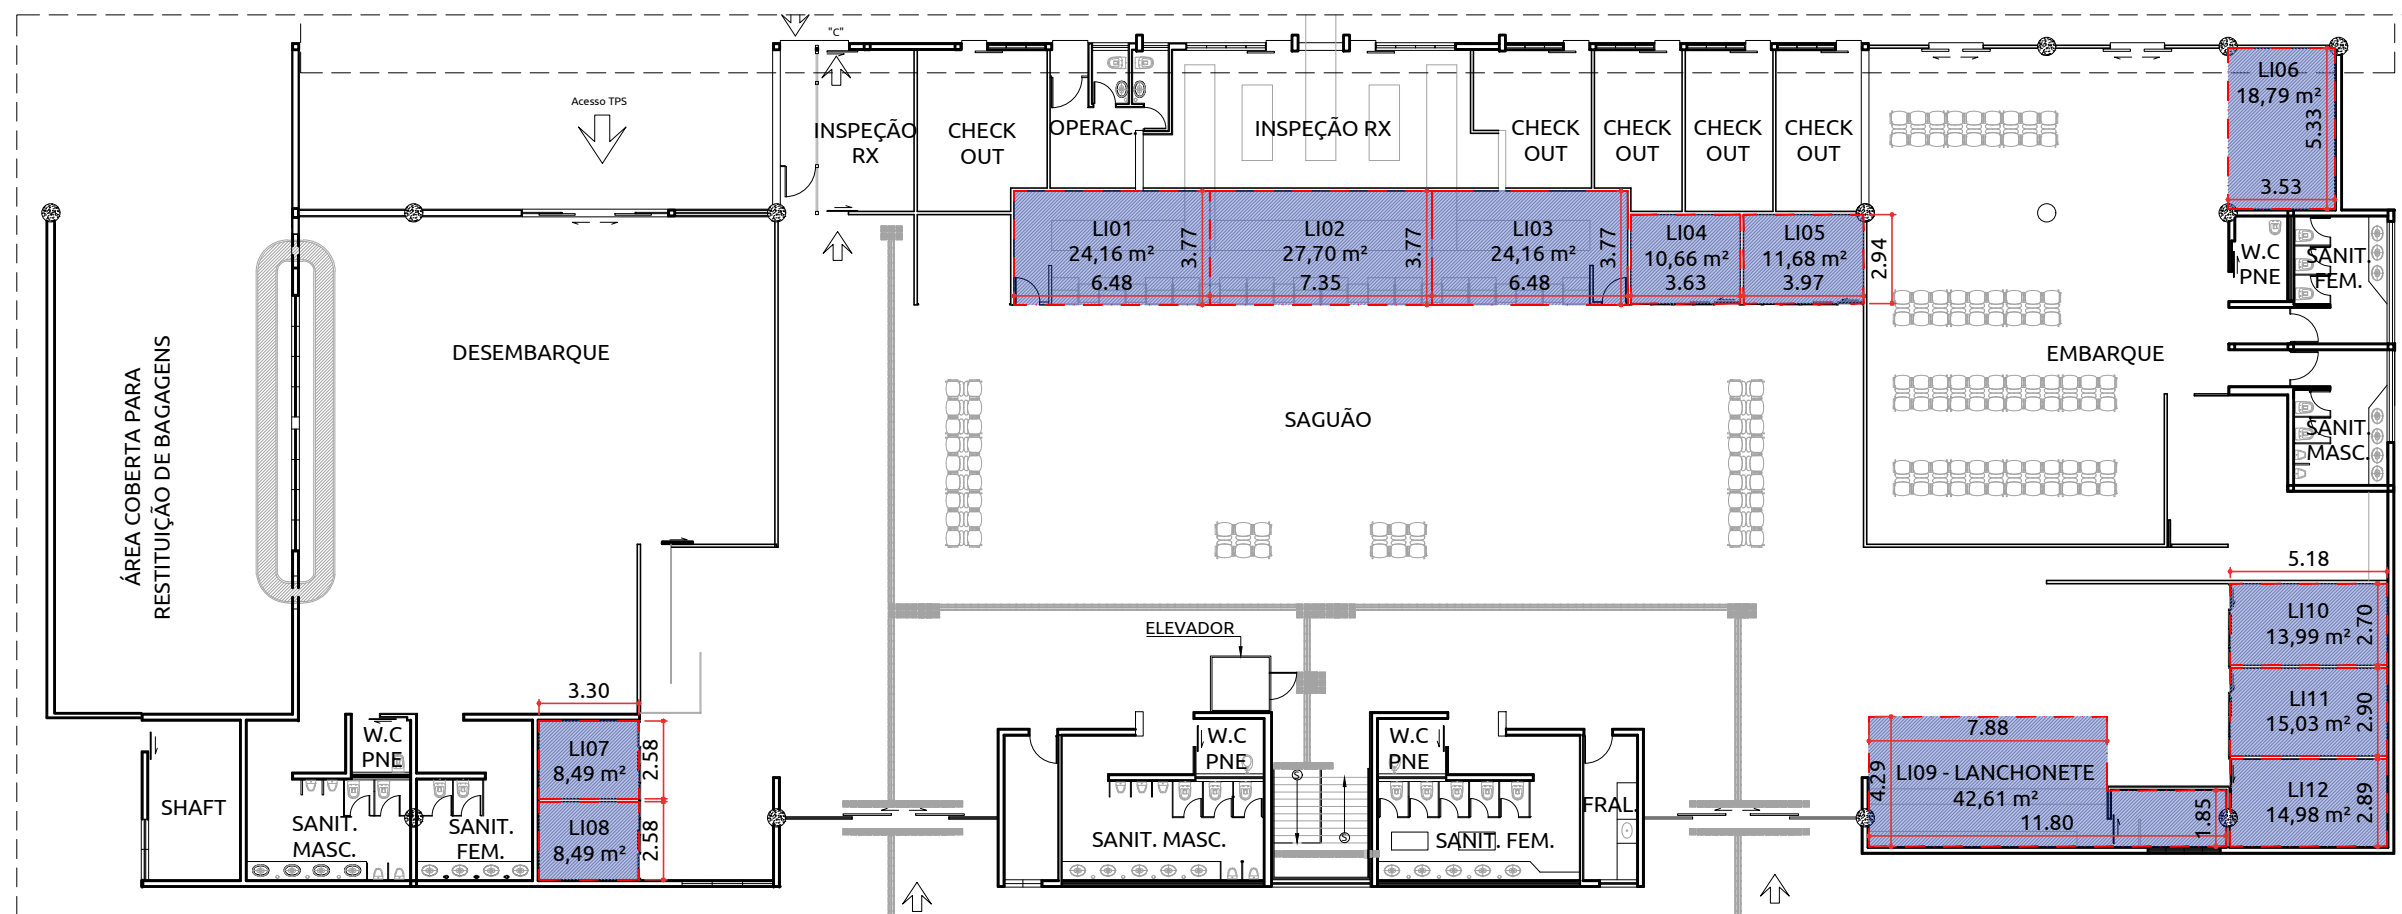 "C"
Acesso TPS
INSPEÇÃO
RX
CHECK
OUT
OPERAC.
INSPEÇÃO RX
CHECK
OUT
CHECK
OUT
CHECK
OUT
CHECK
OUT
LI06
18,79 m²
5.33
3.53
LI01
24,16 m²
6.48
3.77
LI02
27,70 m²
7.35
3.77
LI03
24,16 m²
6.48
3.77
LI04
10,66 m²
3.63
LI05
11,68 m²
3.97
2.94
W.C
PNE
SANIT.
FEM.
DESEMBARQUE
EMBARQUE
ÁREA COBERTA PARA
RESTITUIÇÃO DE BAGAGENS
SAGUÃO
SANIT.
MASC.
5.18
LI10
13,99 m²
2.70
ELEVADOR
LI11
15,03 m²
2.90
3.30
LI07
8,49 m²
2.58
W.C
PNE
W.C
PNE
W.C
PNE
7.88
4.29
LI09 - LANCHONETE
42,61 m²
11.80
1.85
LI12
14,98 m²
2.89
SHAFT
SANIT.
MASC.
SANIT.
FEM.
LI08
8,49 m²
2.58
S
S
SANIT. MASC.
SANIT. FEM.
FRAL.